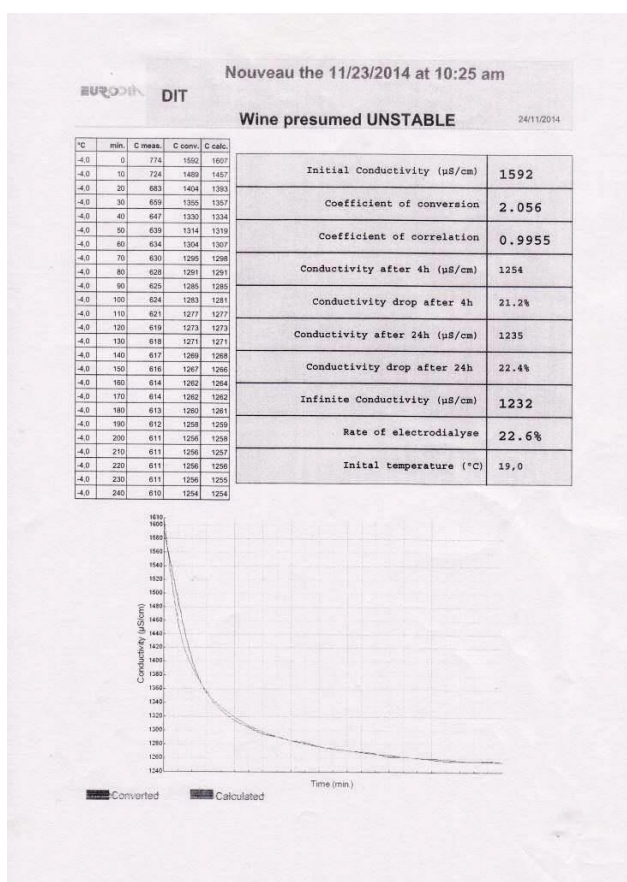 Nouveau the 11/23/2014 at 10:25 am
EURODIA
DIT
Wine presumed UNSTABLE
24/11/2014
°C min. C meas. C conv. C calc.
-4,0 0 774 1592 1607
-4,0 10 724 1489 1457
-4,0 20 683 1404 1393
-4,0 30 659 1355 1357
-4,0 40 647 1330 1334
-4,0 50 639 1314 1319
-4,0 60 634 1304 1307
-4,0 70 630 1295 1298
-4,0 80 628 1291 1291
-4,0 90 625 1285 1285
-4,0 100 624 1283 1281
-4,0 110 621 1277 1277
-4,0 120 619 1273 1273
-4,0 130 618 1271 1271
-4,0 140 617 1269 1268
-4,0 150 616 1267 1266
-4,0 160 614 1262 1264
-4,0 170 614 1262 1262
-4,0 180 613 1260 1261
-4,0 190 612 1258 1259
-4,0 200 611 1256 1258
-4,0 210 611 1256 1257
-4,0 220 611 1256 1256
-4,0 230 611 1256 1255
-4,0 240 610 1254 1254
Initial Conductivity (µS/cm) 1592
Coefficient of conversion 2.056
Coefficient of correlation 0.9955
Conductivity after 4h (µS/cm) 1254
Conductivity drop after 4h 21.2%
Conductivity after 24h (µS/cm) 1235
Conductivity drop after 24h 22.4%
Infinite Conductivity (µS/cm) 1232
Rate of electrodialyse 22.6%
Inital temperature (°C) 19,0
Conductivity (µS/cm)
1610
1600
1580
1560
1540
1520
1500
1480
1460
1440
1420
1400
1380
1360
1340
1320
1300
1280
1260
1240
Time (min.)
Converted
Calculated